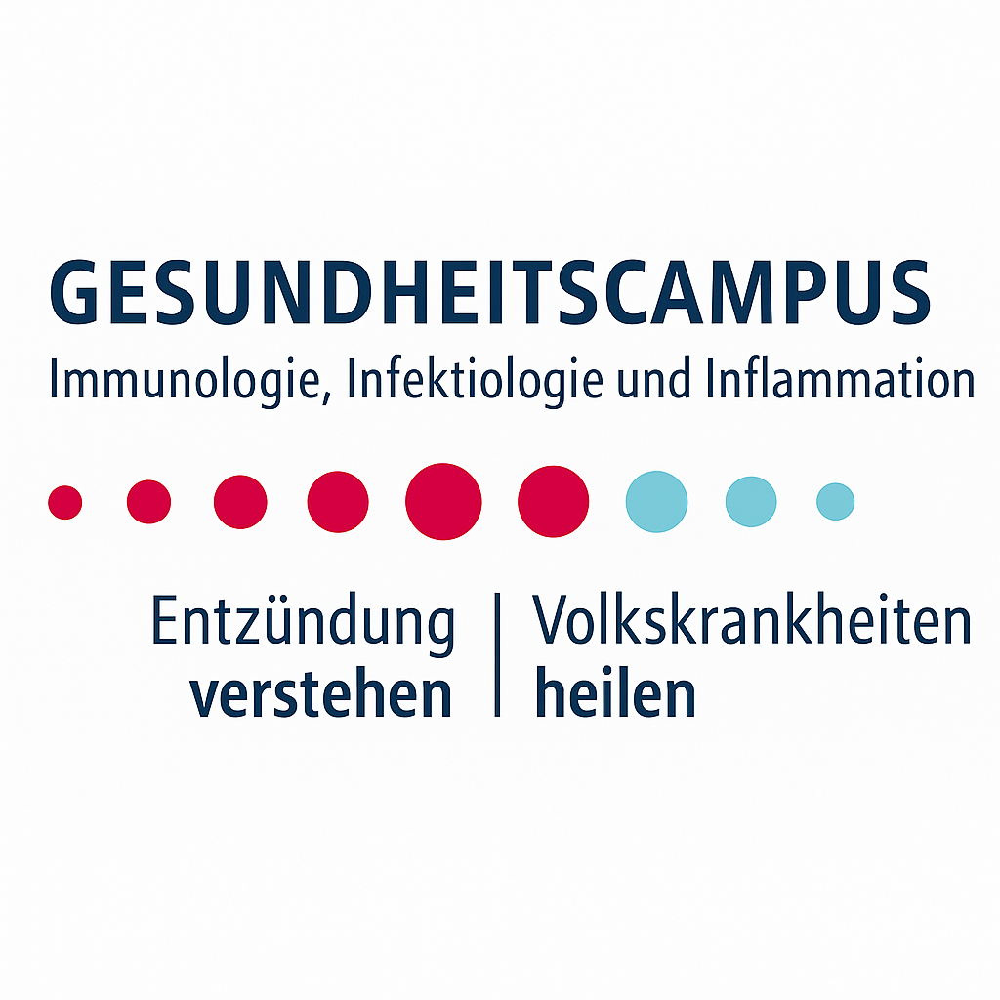 GESUNDHEITSCAMPUS
Immunologie, Infektiologie und Inflammation
Entzündung
verstehen
Volkskrankheiten
heilen